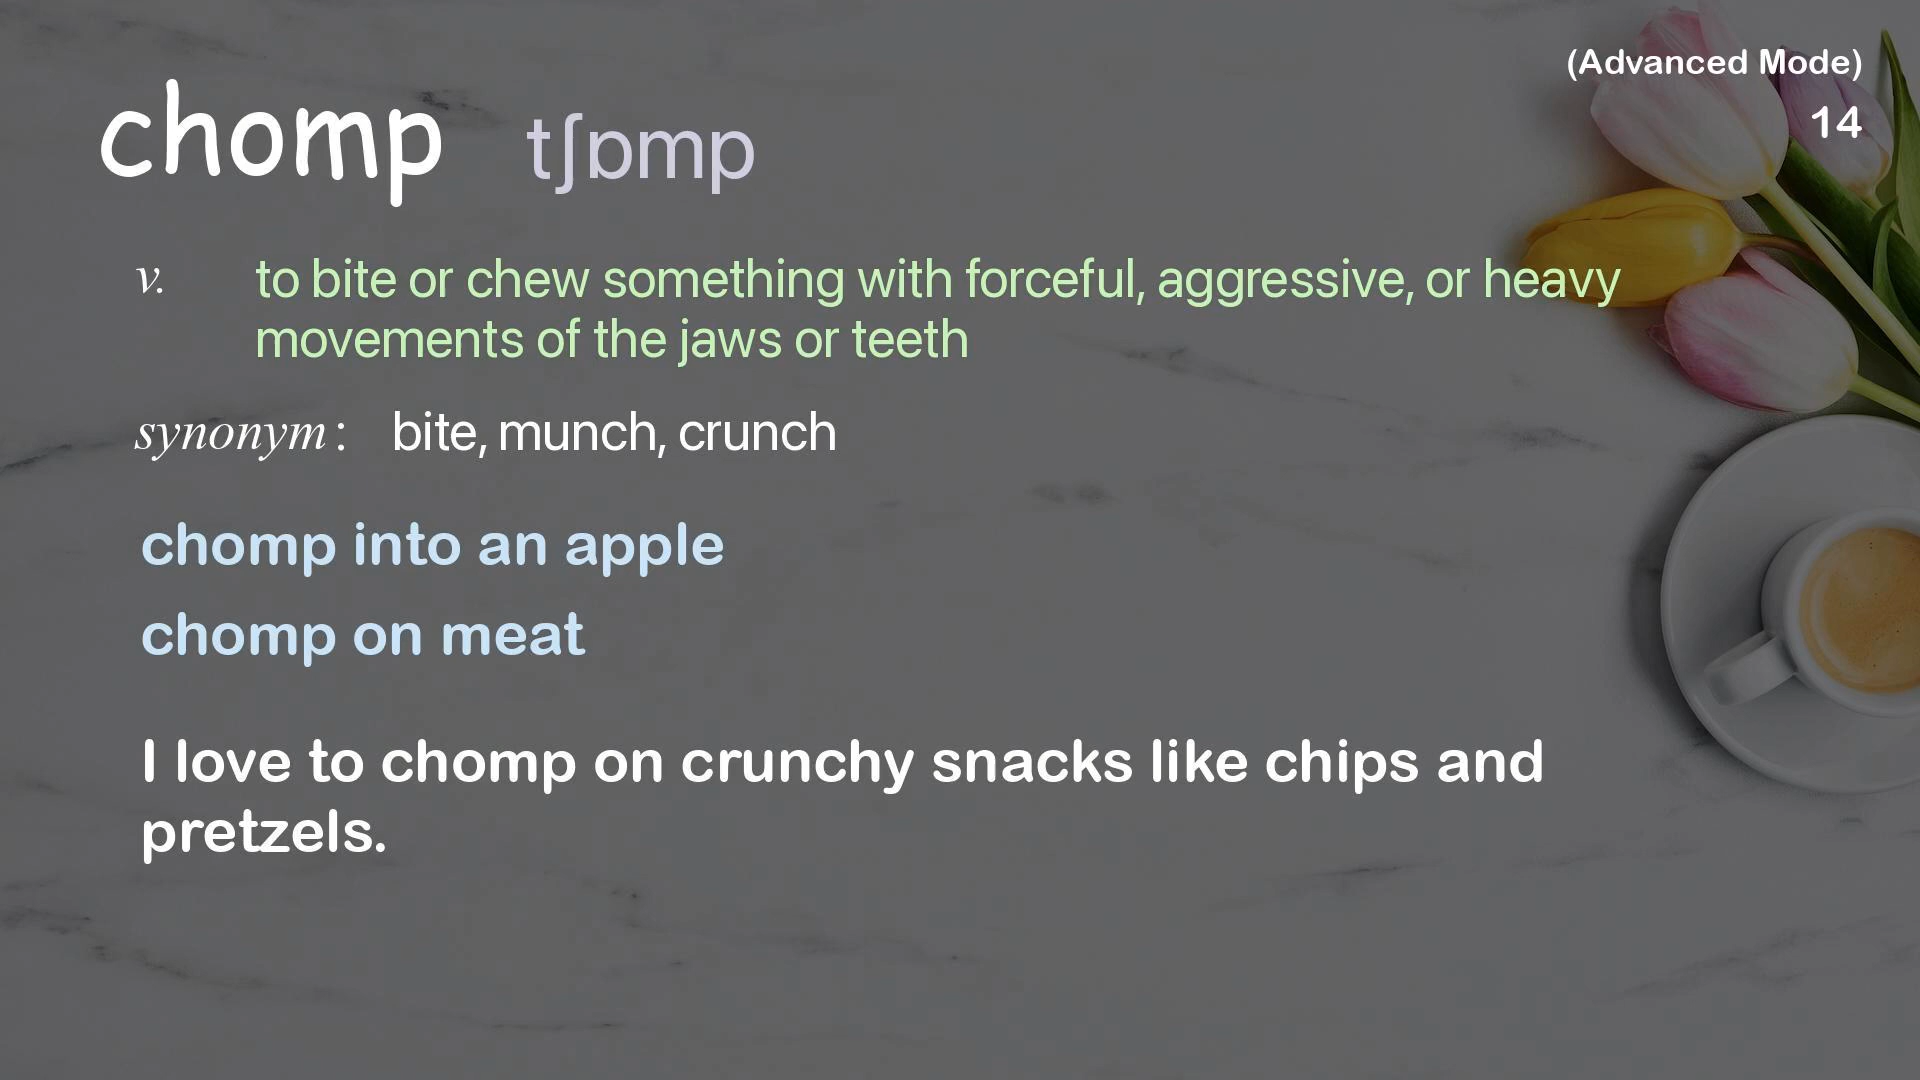 (Advanced Mode)
14
chomp tʃɒmp
v. to bite or chew something with forceful, aggressive, or heavy
movements of the jaws or teeth
synonym: bite, munch, crunch
chomp into an apple
chomp on meat
I love to chomp on crunchy snacks like chips and
pretzels.